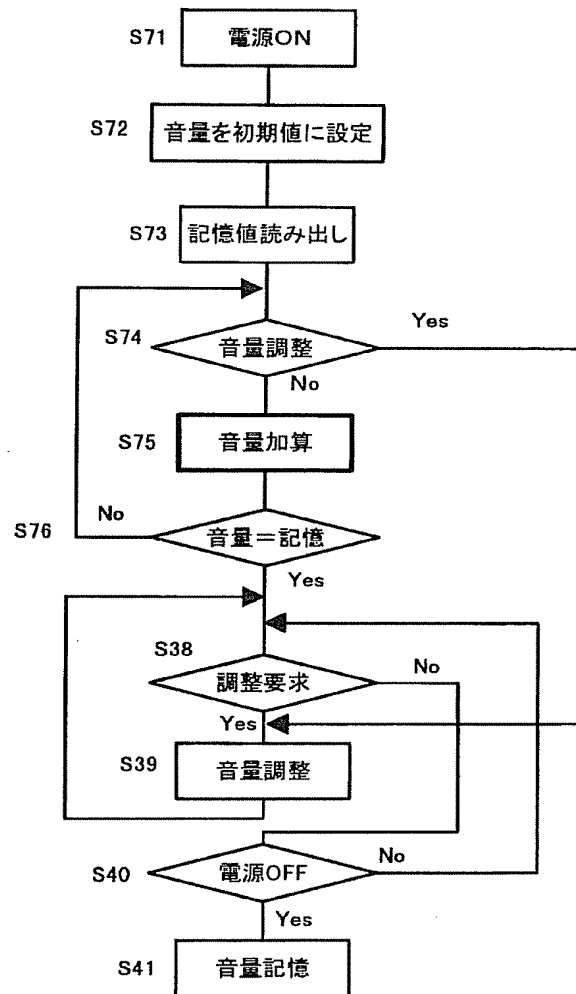 S71 電源ON
S72 音量を初期値に設定
S73 記憶値読み出し
Yes
S74 音量調整
No
S75 音量加算
No
S76 音量＝記憶
Yes
S38
No
調整要求
Yes
S39 音量調整
No
S40 電源OFF
Yes
S41 音量記憶